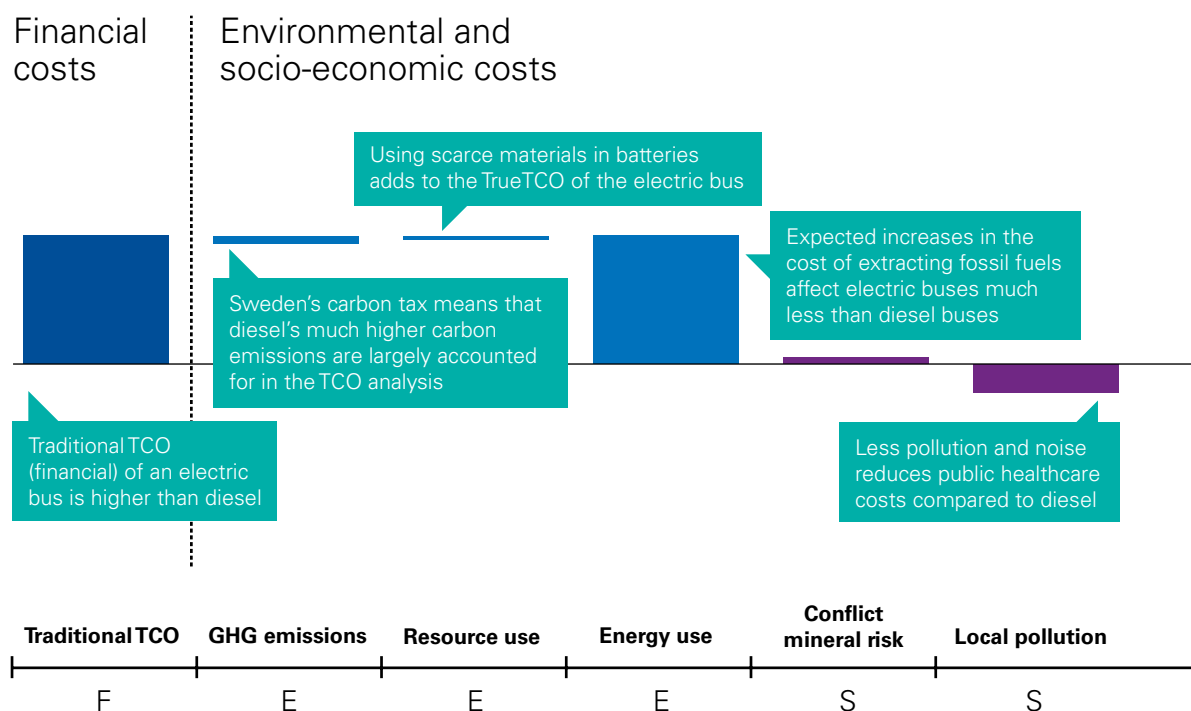 Financial
costs
Environmental and
socio-economic costs
Using scarce materials in batteries
adds to the TrueTCO of the electric bus
Expected increases in the
cost of extracting fossil fuels
affect electric buses much
less than diesel buses
Sweden's carbon tax means that
diesel's much higher carbon
emissions are largely accounted
for in the TCO analysis
Traditional TCO
(financial) of an electric
bus is higher than diesel
Less pollution and noise
reduces public healthcare
costs compared to diesel
Traditional TCO
GHG emissions
Resource use
Energy use
Conflict
mineral risk
Local pollution
F
E
E
E
S
S